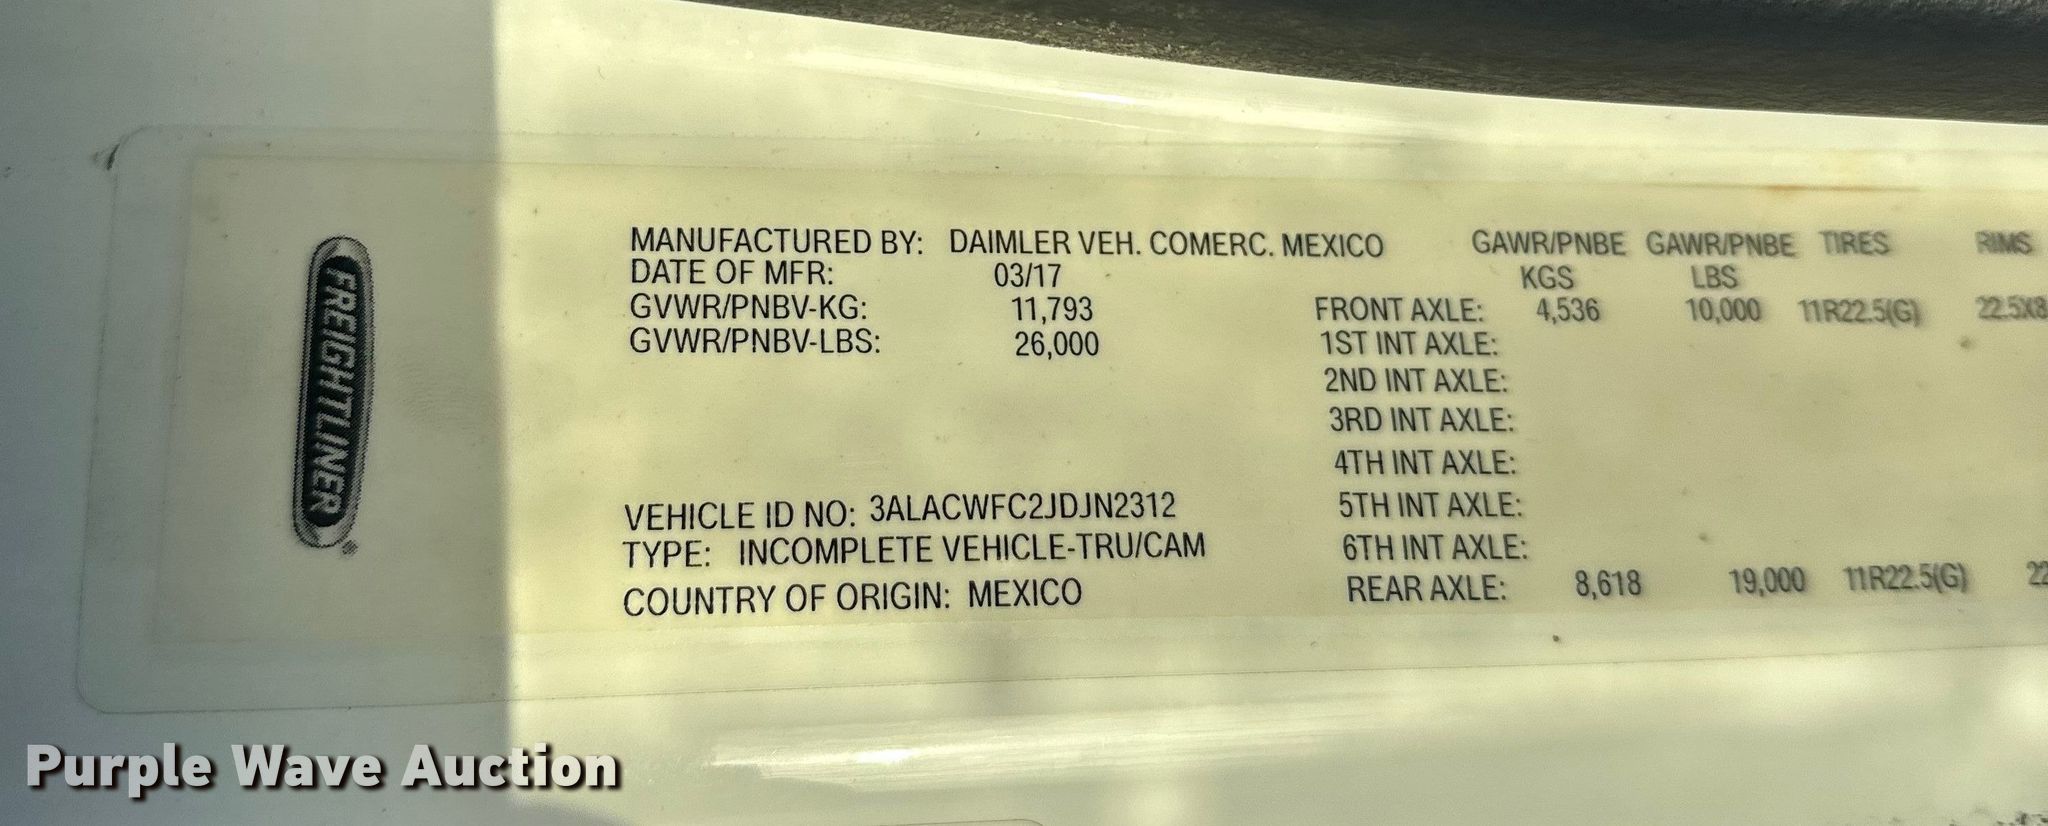 FREIGHTLINER
MANUFACTURED BY: DAIMLER VEH. COMERC. MEXICO
DATE OF MFR: 03/17
GVWR/PNBV-KG: 11,793
GVWR/PNBV-LBS: 26,000
VEHICLE ID NO: 3ALACWFC2JDJN2312
TYPE: INCOMPLETE VEHICLE-TRU/CAM
COUNTRY OF ORIGIN: MEXICO
GAWR/PNBE GAWR/PNBE TIRES RIMS
KGS LBS
FRONT AXLE: 4,536 10,000 11R22.5(G) 22.5X8
1ST INT AXLE:
2ND INT AXLE:
3RD INT AXLE:
4TH INT AXLE:
5TH INT AXLE:
6TH INT AXLE:
REAR AXLE: 8,618 19,000 11R22.5(G) 22
Purple Wave Auction